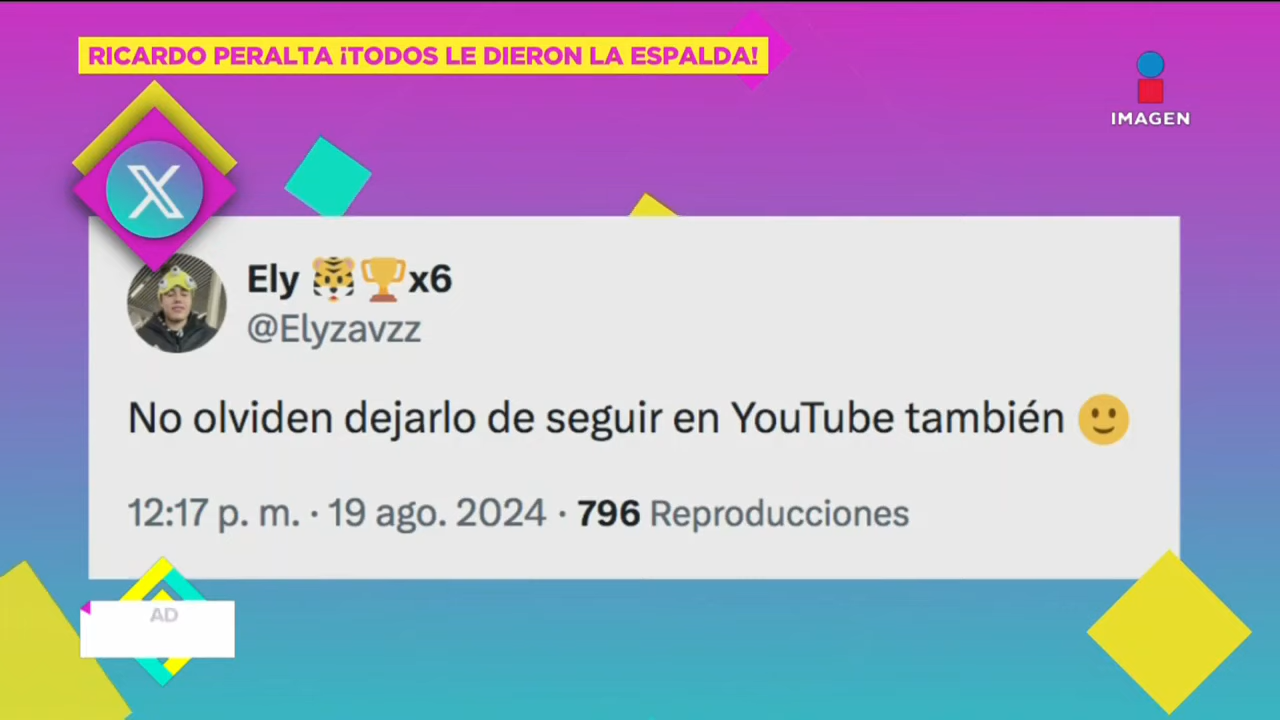 RICARDO PERALTA ¡TODOS LE DIERON LA ESPALDA!
IMAGEN
X
Ely 🐯🏆x6
@Elyzavzz
No olviden dejarlo de seguir en YouTube también 🙂
12:17 p. m. · 19 ago. 2024 · 796 Reproducciones
AD